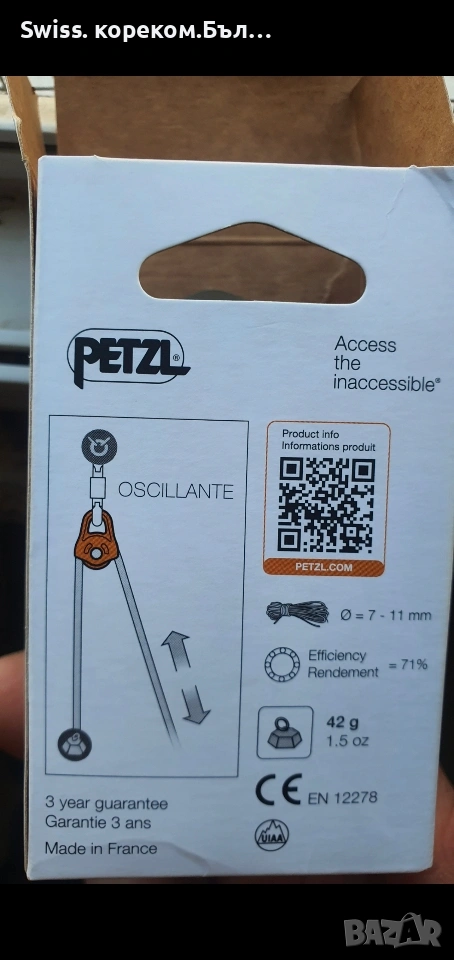 Swiss. кореком.Бъл...
PETZL®
Access
the
inaccessible®
OSCILLANTE
Product info
Informations produit
PETZL.COM
Ø = 7 - 11 mm
Efficiency
Rendement = 71%
42 g
1.5 oz
CE EN 12278
UIAA
3 year guarantee
Garantie 3 ans
Made in France
BAZAR